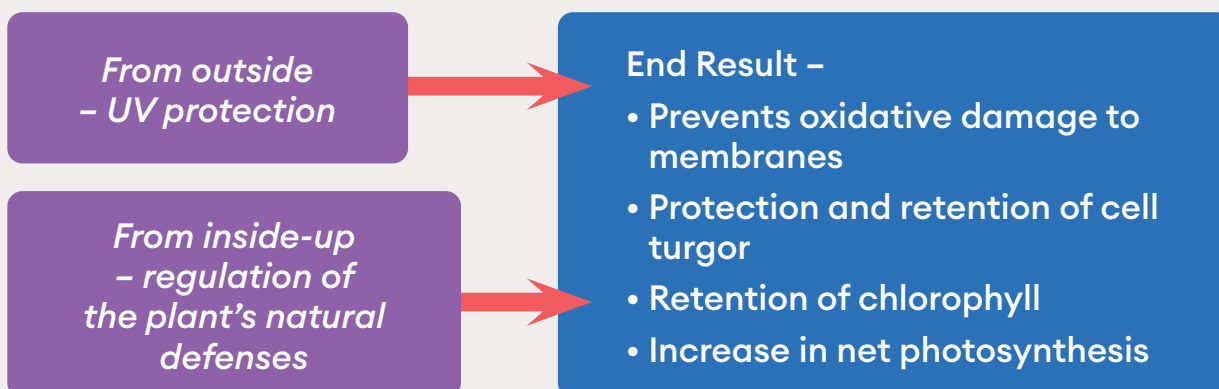 From outside
– UV protection
From inside-up
– regulation of
the plant's natural
defenses
End Result –
• Prevents oxidative damage to
membranes
• Protection and retention of cell
turgor
• Retention of chlorophyll
• Increase in net photosynthesis